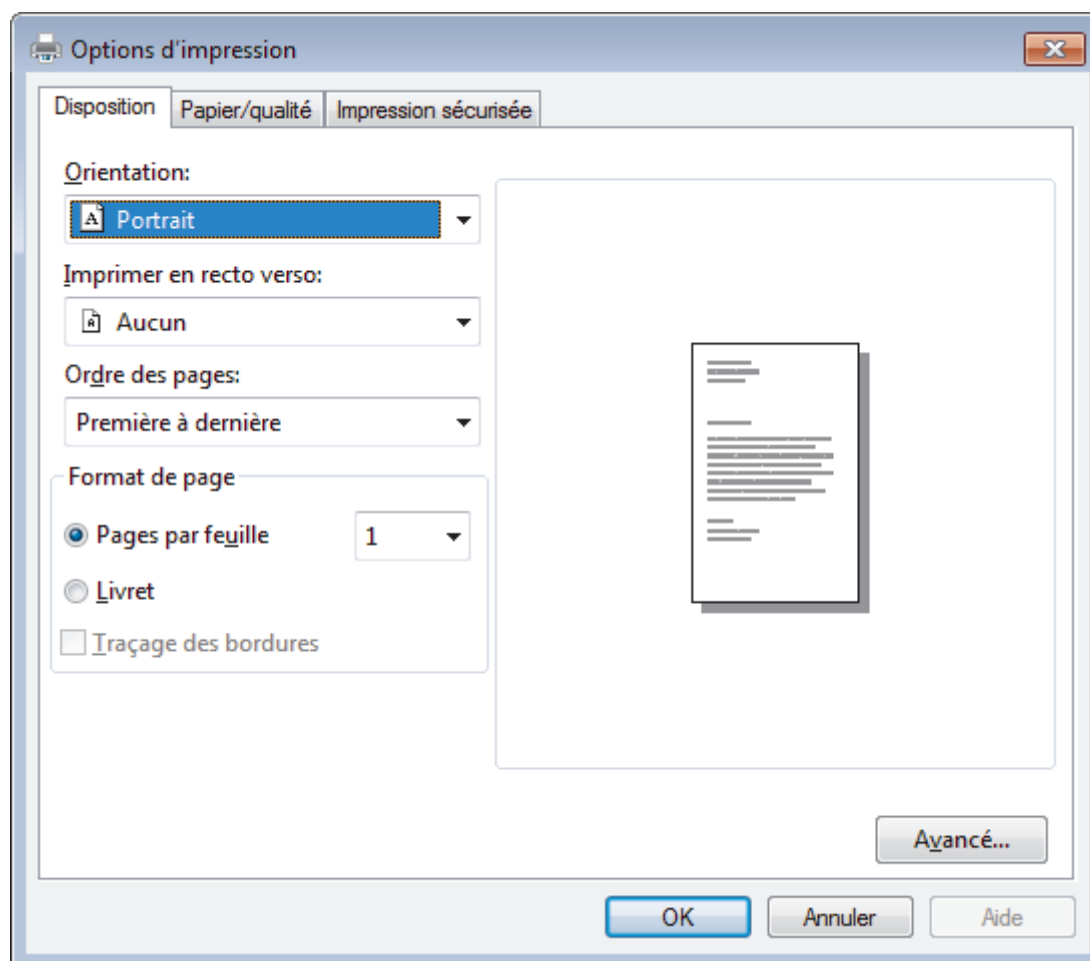 Options d'impression
Disposition Papier/qualité Impression sécurisée
Orientation:
A Portrait
Imprimer en recto verso:
A Aucun
Ordre des pages:
Première à dernière
Format de page
Pages par feuille 1
Livret
Traçage des bordures
Avancé...
OK Annuler Aide